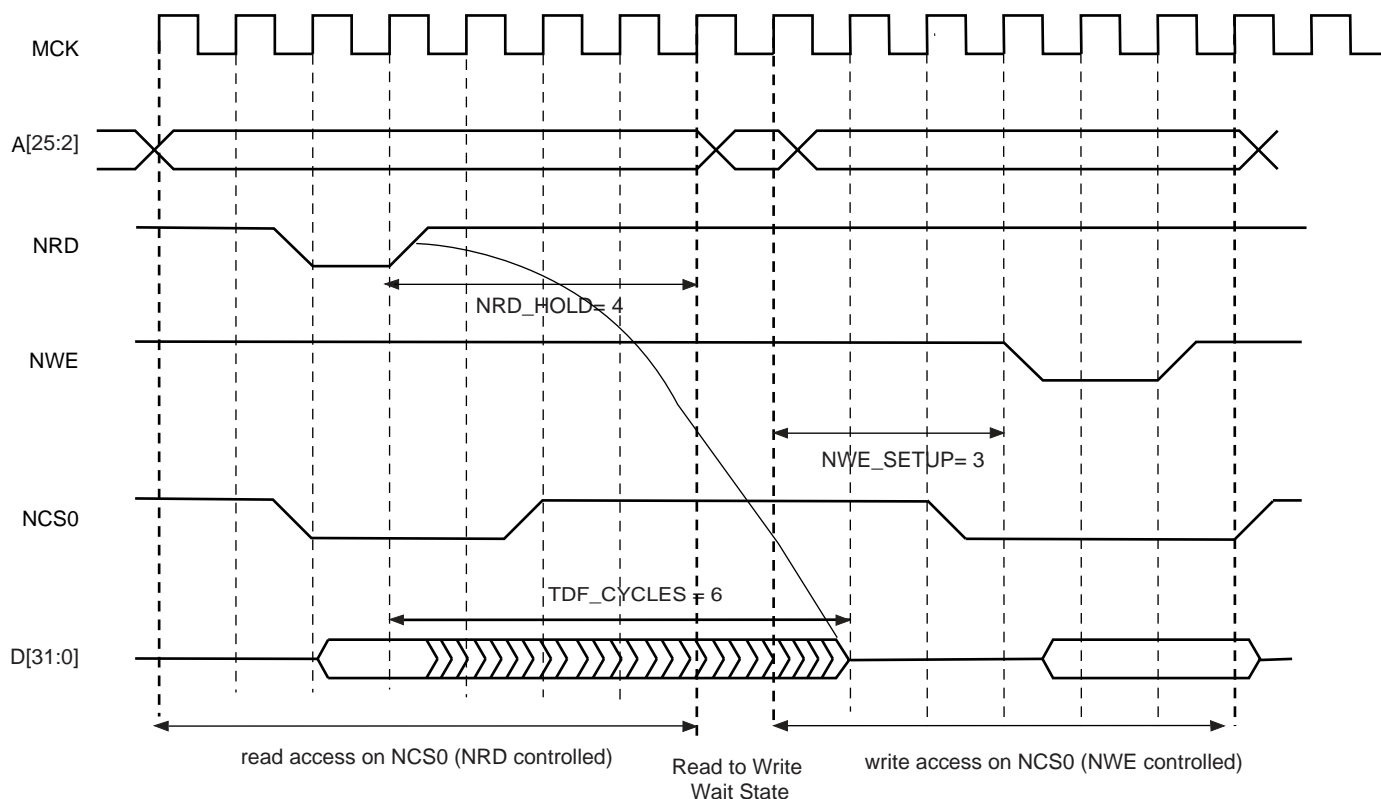 MCK
A[25:2]
NRD
NRD_HOLD= 4
NWE
NWE_SETUP= 3
NCS0
TDF_CYCLES = 6
D[31:0]
read access on NCS0 (NRD controlled)
Read to Write
Wait State
write access on NCS0 (NWE controlled)